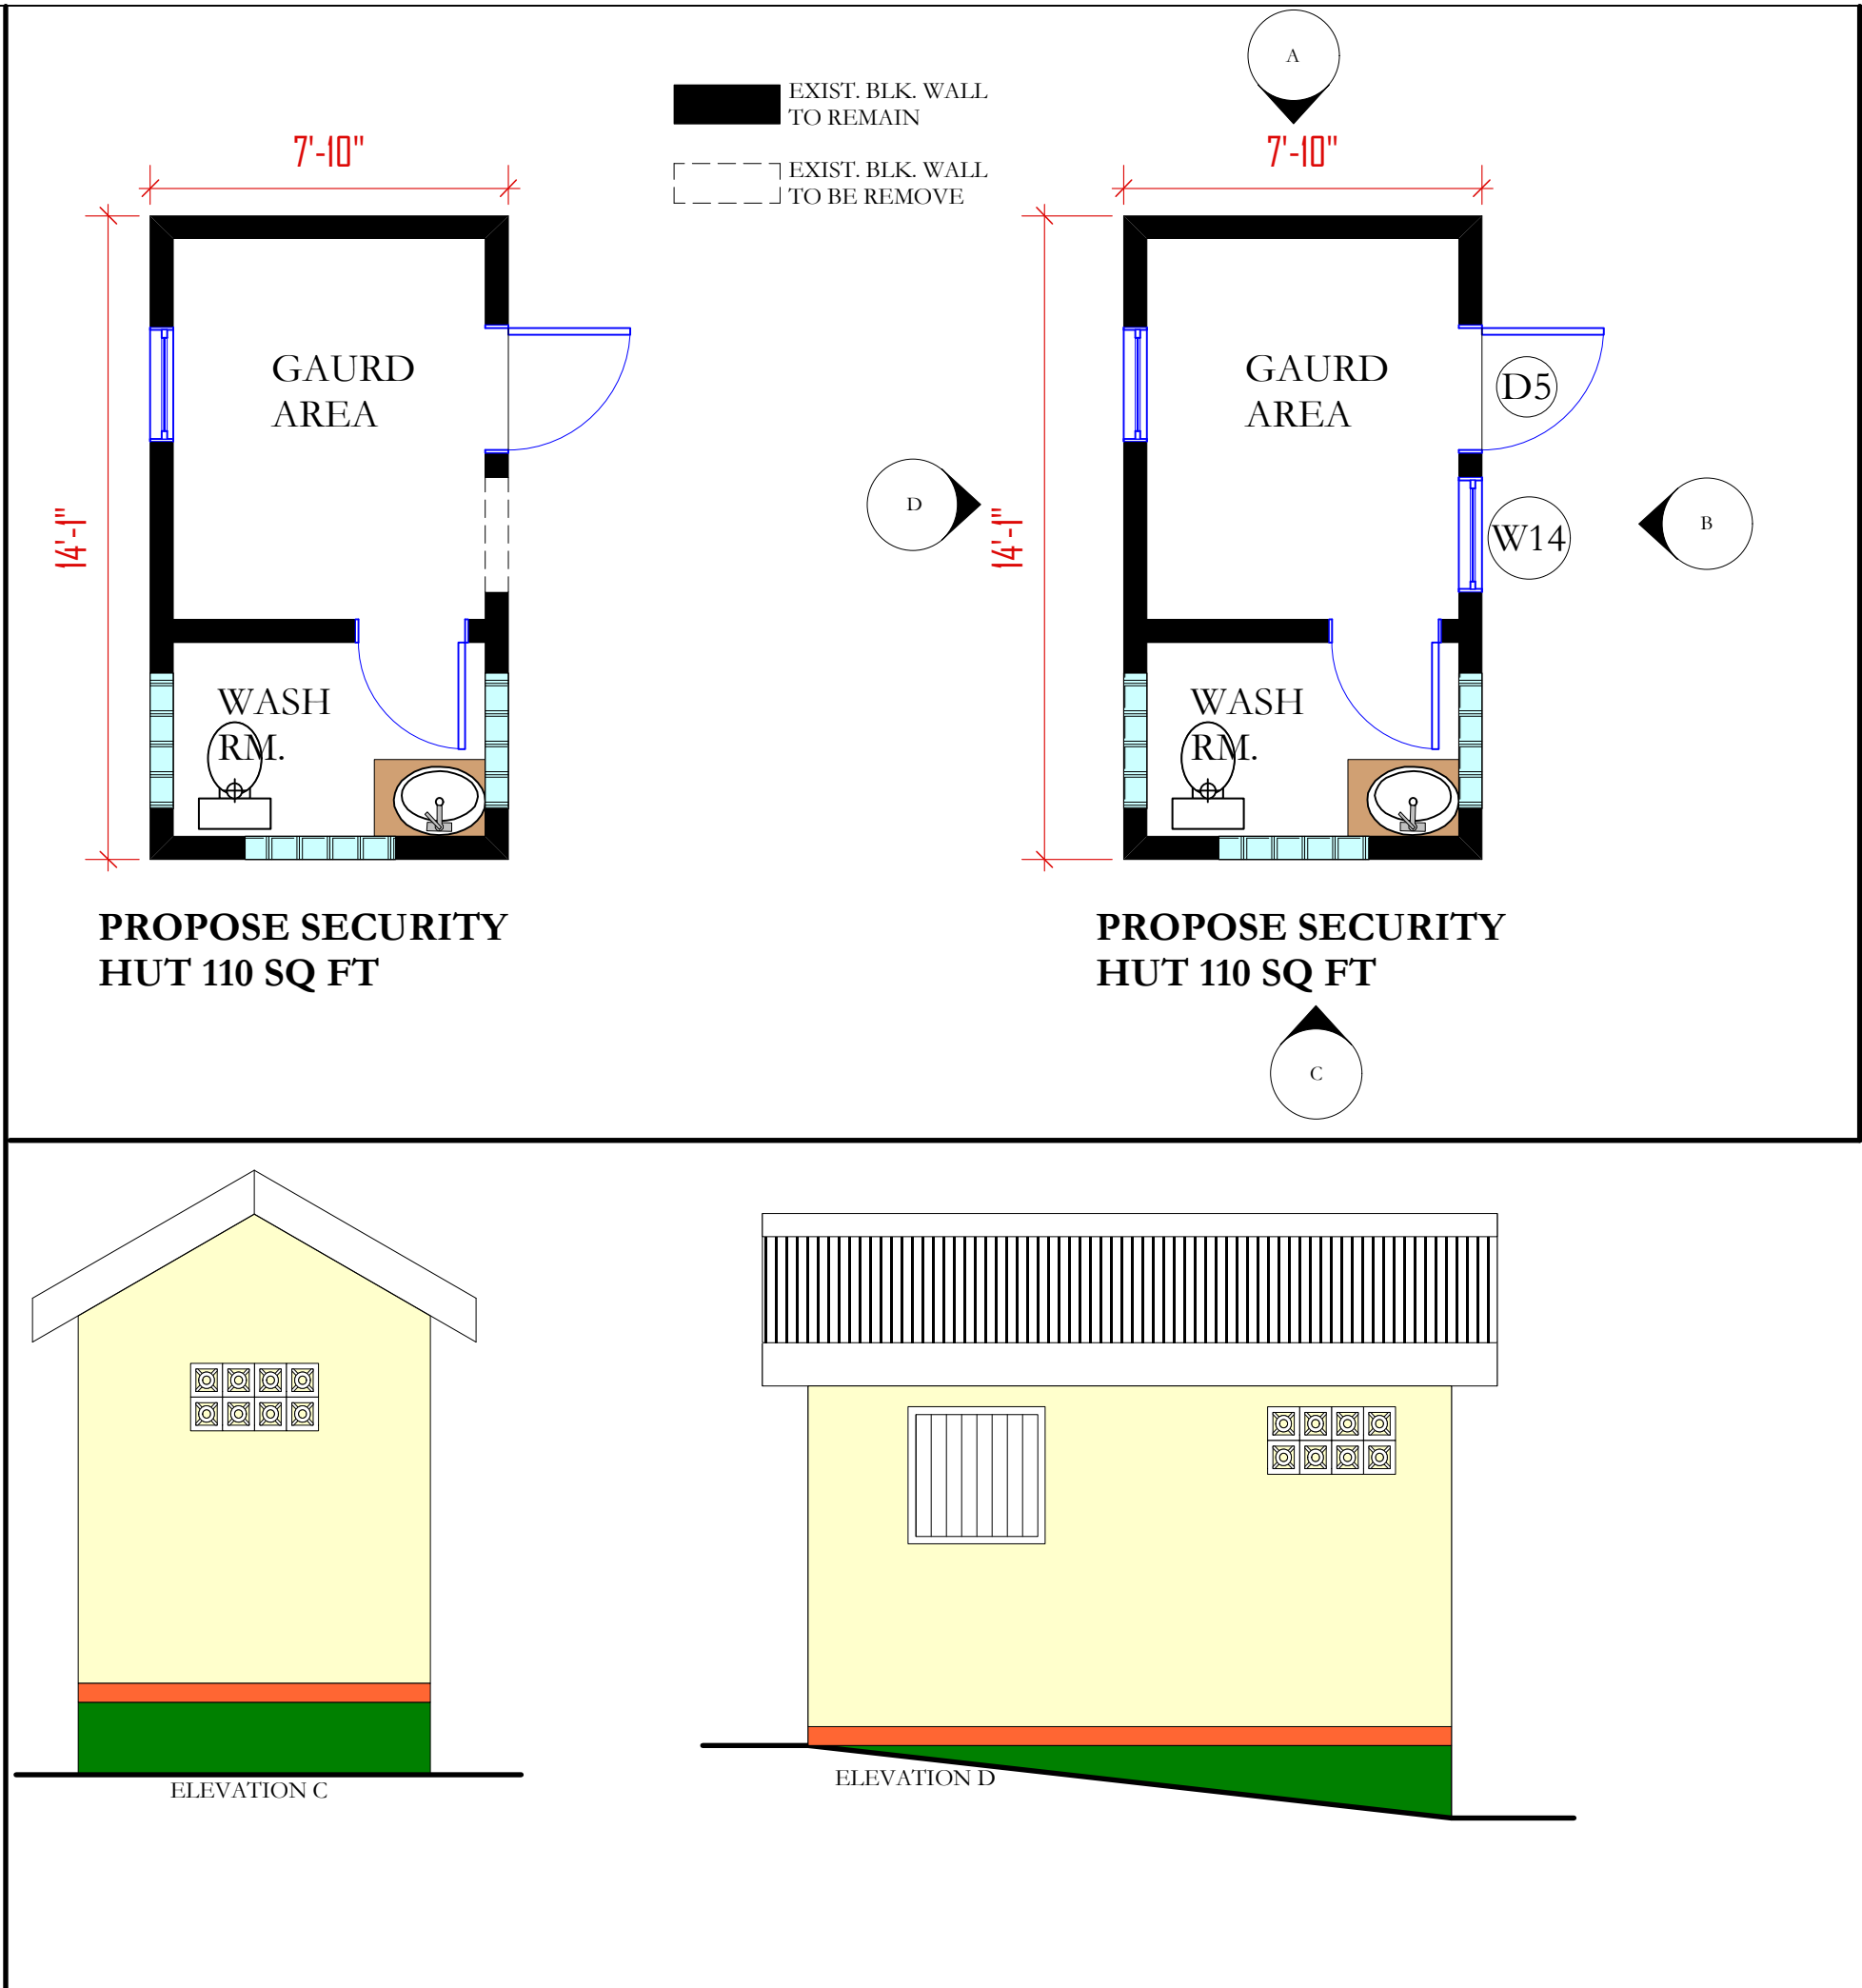 EXIST. BLK. WALL
TO REMAIN
EXIST. BLK. WALL
TO BE REMOVE
7'-10"
14'-1"
GAURD
AREA
WASH
RM.
PROPOSE SECURITY
HUT 110 SQ FT
A
7'-10"
14'-1"
GAURD
AREA
D5
D
W14
B
WASH
RM.
PROPOSE SECURITY
HUT 110 SQ FT
C
ELEVATION C
ELEVATION D